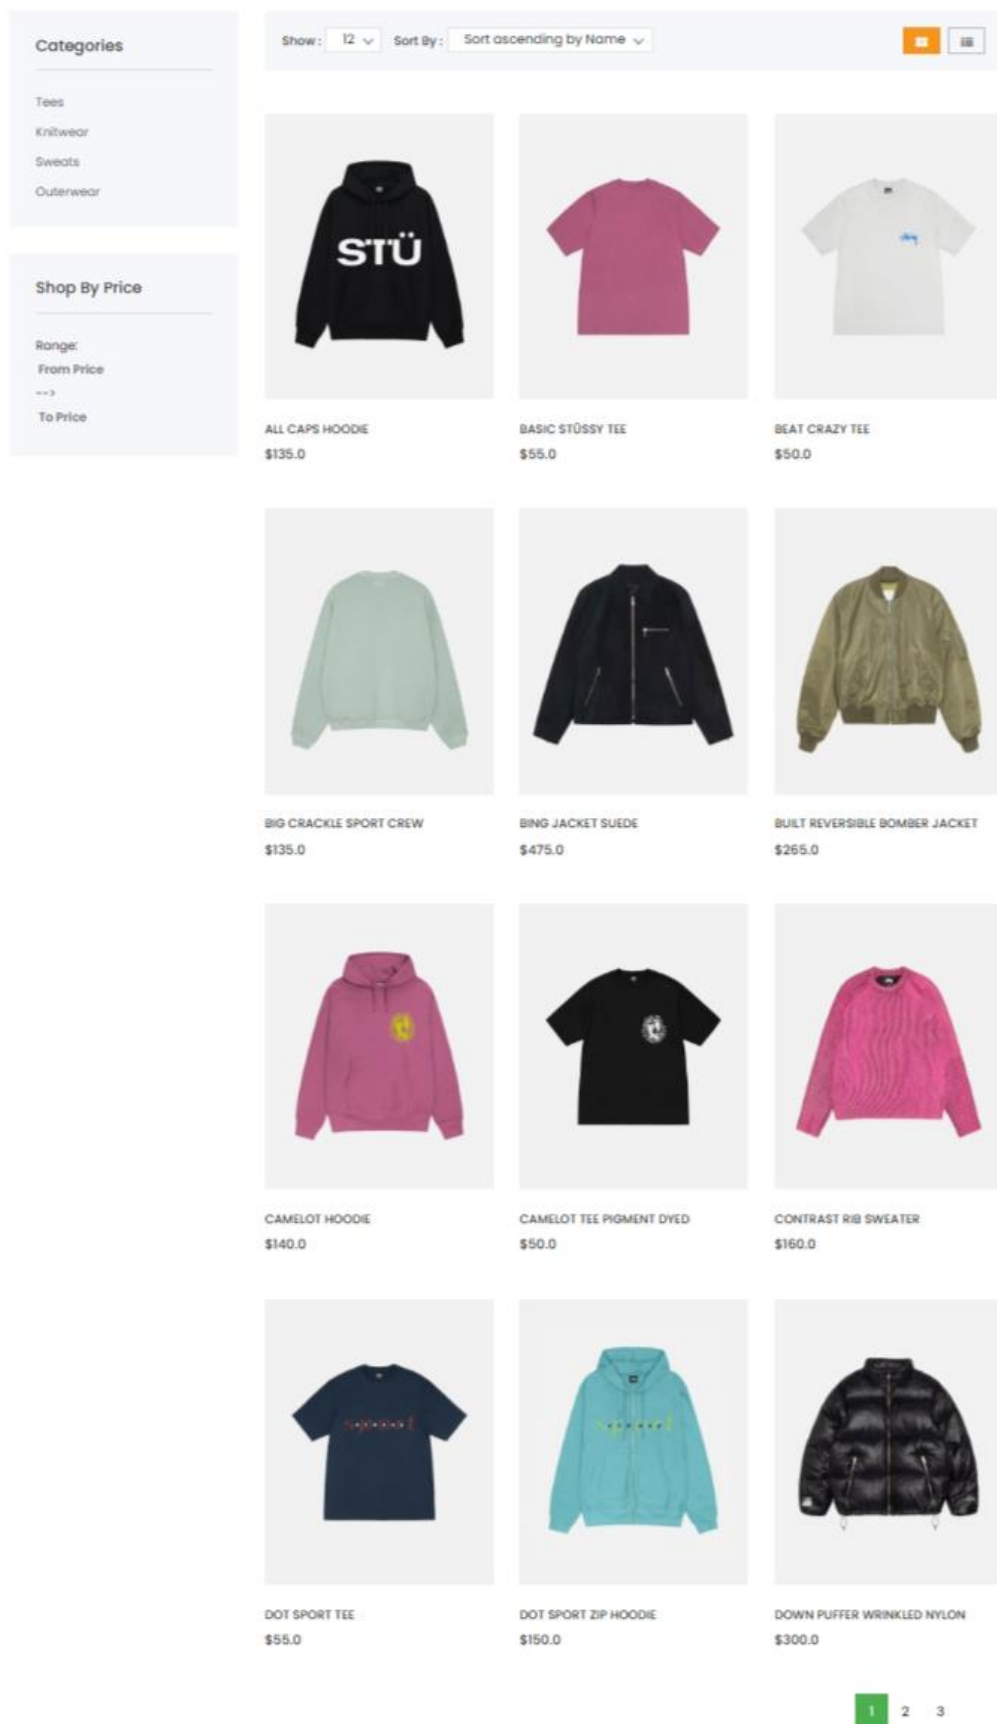 Categories
Tees
Knitwear
Sweats
Outerwear
Shop By Price
Range:
From Price
-->
To Price
Show: 12 Sort By: Sort ascending by Name
STÜ
ALL CAPS HOODIE
$135.0
BASIC STÜSSY TEE
$55.0
BEAT CRAZY TEE
$50.0
BIG CRACKLE SPORT CREW
$135.0
BING JACKET SUEDE
$475.0
BUILT REVERSIBLE BOMBER JACKET
$265.0
CAMELOT HOODIE
$140.0
CAMELOT TEE PIGMENT DYED
$50.0
CONTRAST RIB SWEATER
$160.0
sport
DOT SPORT TEE
$55.0
sport
DOT SPORT ZIP HOODIE
$150.0
DOWN PUFFER WRINKLED NYLON
$300.0
1 2 3